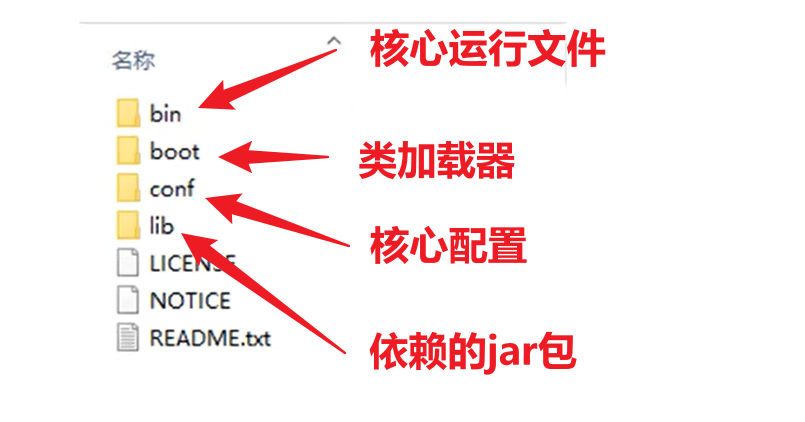 核心运行文件
名称
bin
boot
类加载器
conf
核心配置
lib
LICENSE
NOTICE
README.txt
依赖的jar包